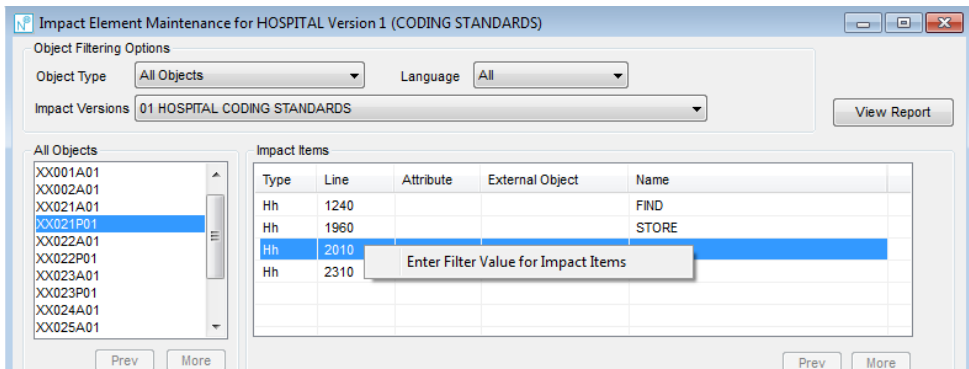 Impact Element Maintenance for HOSPITAL Version 1 (CODING STANDARDS)
Object Filtering Options
Object Type All Objects Language All
Impact Versions 01 HOSPITAL CODING STANDARDS
View Report
All Objects
XX001A01
XX002A01
XX021A01
XX021P01
XX022A01
XX022P01
XX023A01
XX023P01
XX024A01
XX025A01
Prev More
Impact Items
Type Line Attribute External Object Name
Hh 1240 FIND
Hh 1960 STORE
Hh 2010
Hh 2310
Enter Filter Value for Impact Items
Prev More